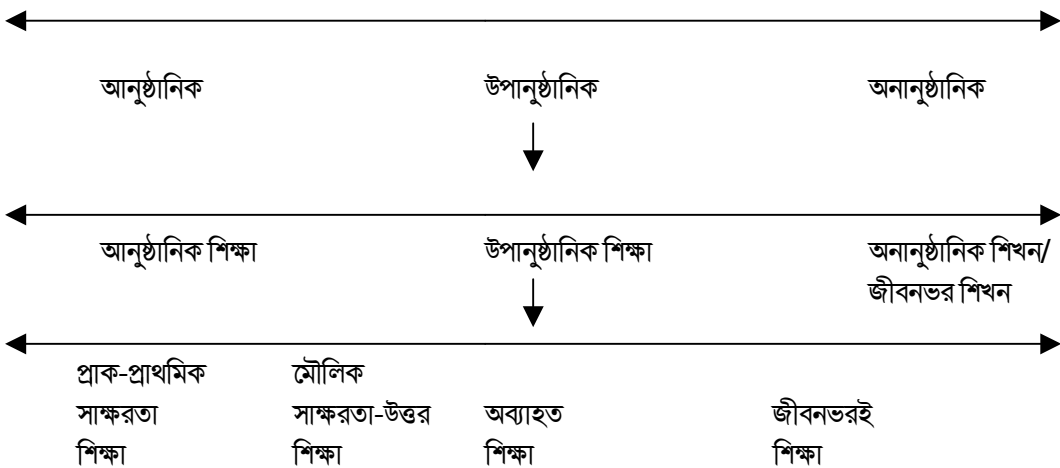 আনুষ্ঠানিক উপানুষ্ঠানিক অনানুষ্ঠানিক
আনুষ্ঠানিক শিক্ষা উপানুষ্ঠানিক শিক্ষা অনানুষ্ঠানিক শিখন/
জীবনভর শিখন
প্রাক-প্রাথমিক মৌলিক
সাক্ষরতা সাক্ষরতা-উত্তর অব্যাহত জীবনভরই
শিক্ষা শিক্ষা শিক্ষা শিক্ষা